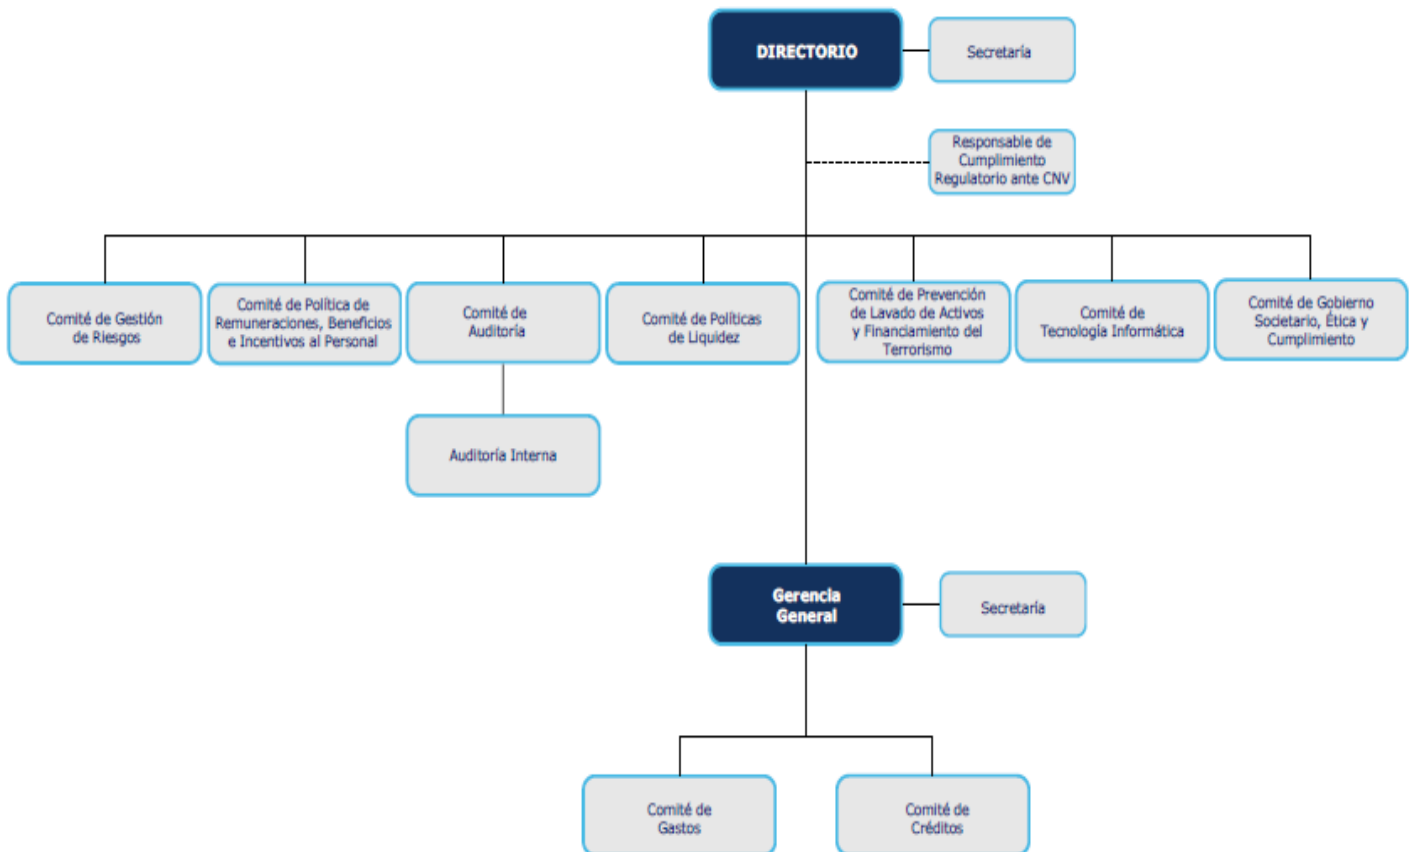 DIRECTORIO
Secretaría
Responsable de
Cumplimiento
Regulatorio ante CNV
Comité de Gestión
de Riesgos
Comité de Política de
Remuneraciones, Beneficios
e Incentivos al Personal
Comité de
Auditoría
Comité de Políticas
de Liquidez
Comité de Prevención
de Lavado de Activos
y Financiamiento del
Terrorismo
Comité de
Tecnología Informática
Comité de Gobierno
Societario, Ética y
Cumplimiento
Auditoría Interna
Gerencia
General
Secretaría
Comité de
Gastos
Comité de
Créditos